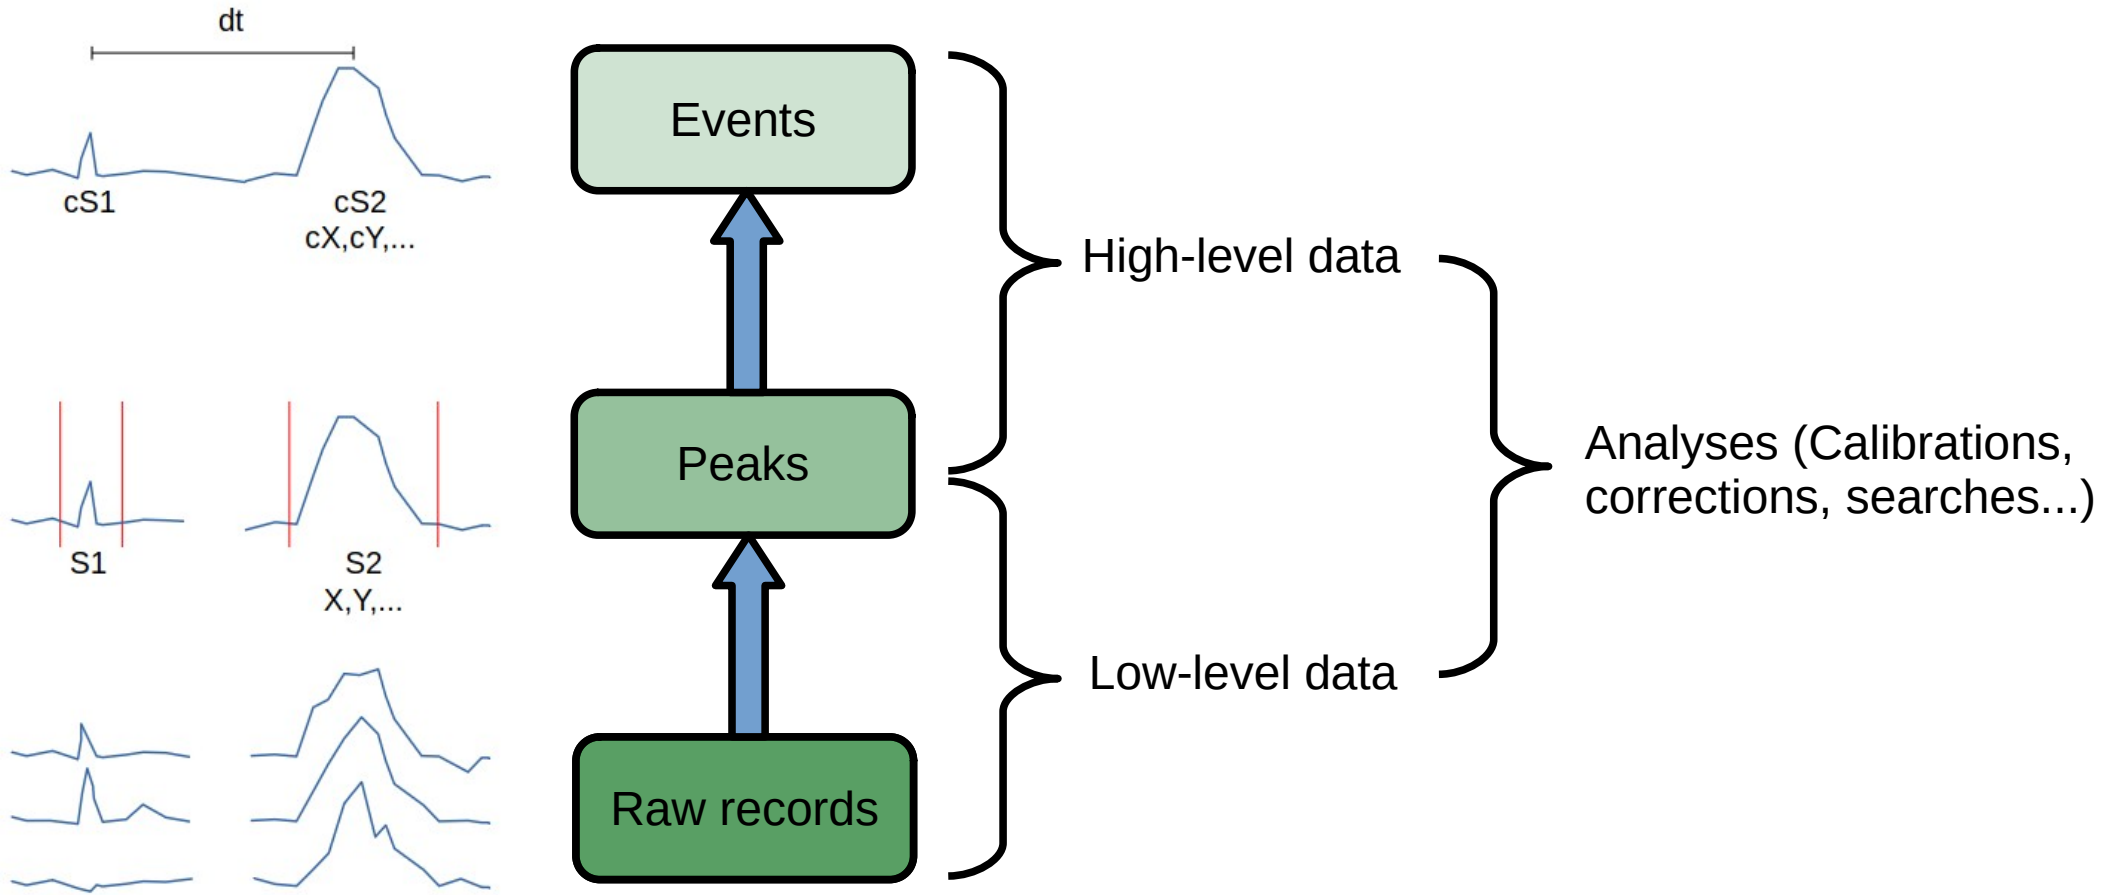 dt
cS1
cS2
cX,cY,...
Events
High-level data
S1
S2
X,Y,...
Peaks
Analyses (Calibrations,
corrections, searches...)
Low-level data
Raw records